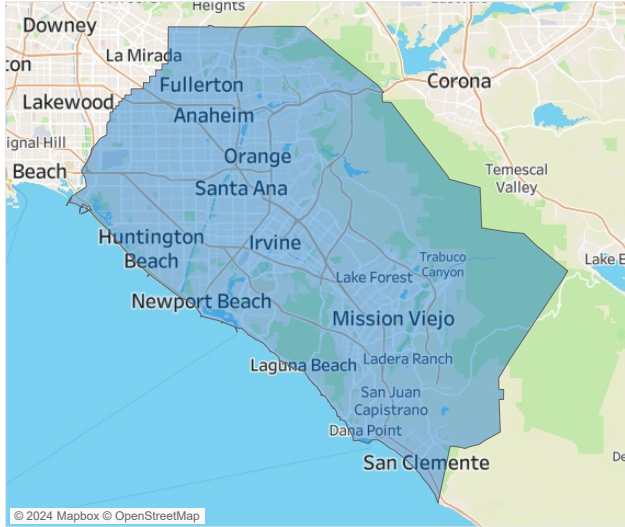 Heights
Downey
La Mirada
ton
Fullerton
Corona
Lakewood
Anaheim
ignal Hill
Orange
Beach
Temescal
Valley
Santa Ana
Huntington
Beach
Irvine
Trabuco
Canyon
Lake E
Lake Forest
Newport Beach
Mission Viejo
Ladera Ranch
Laguna Beach
San Juan
Capistrano
Dana Point
De
San Clemente
© 2024 Mapbox © OpenStreetMap